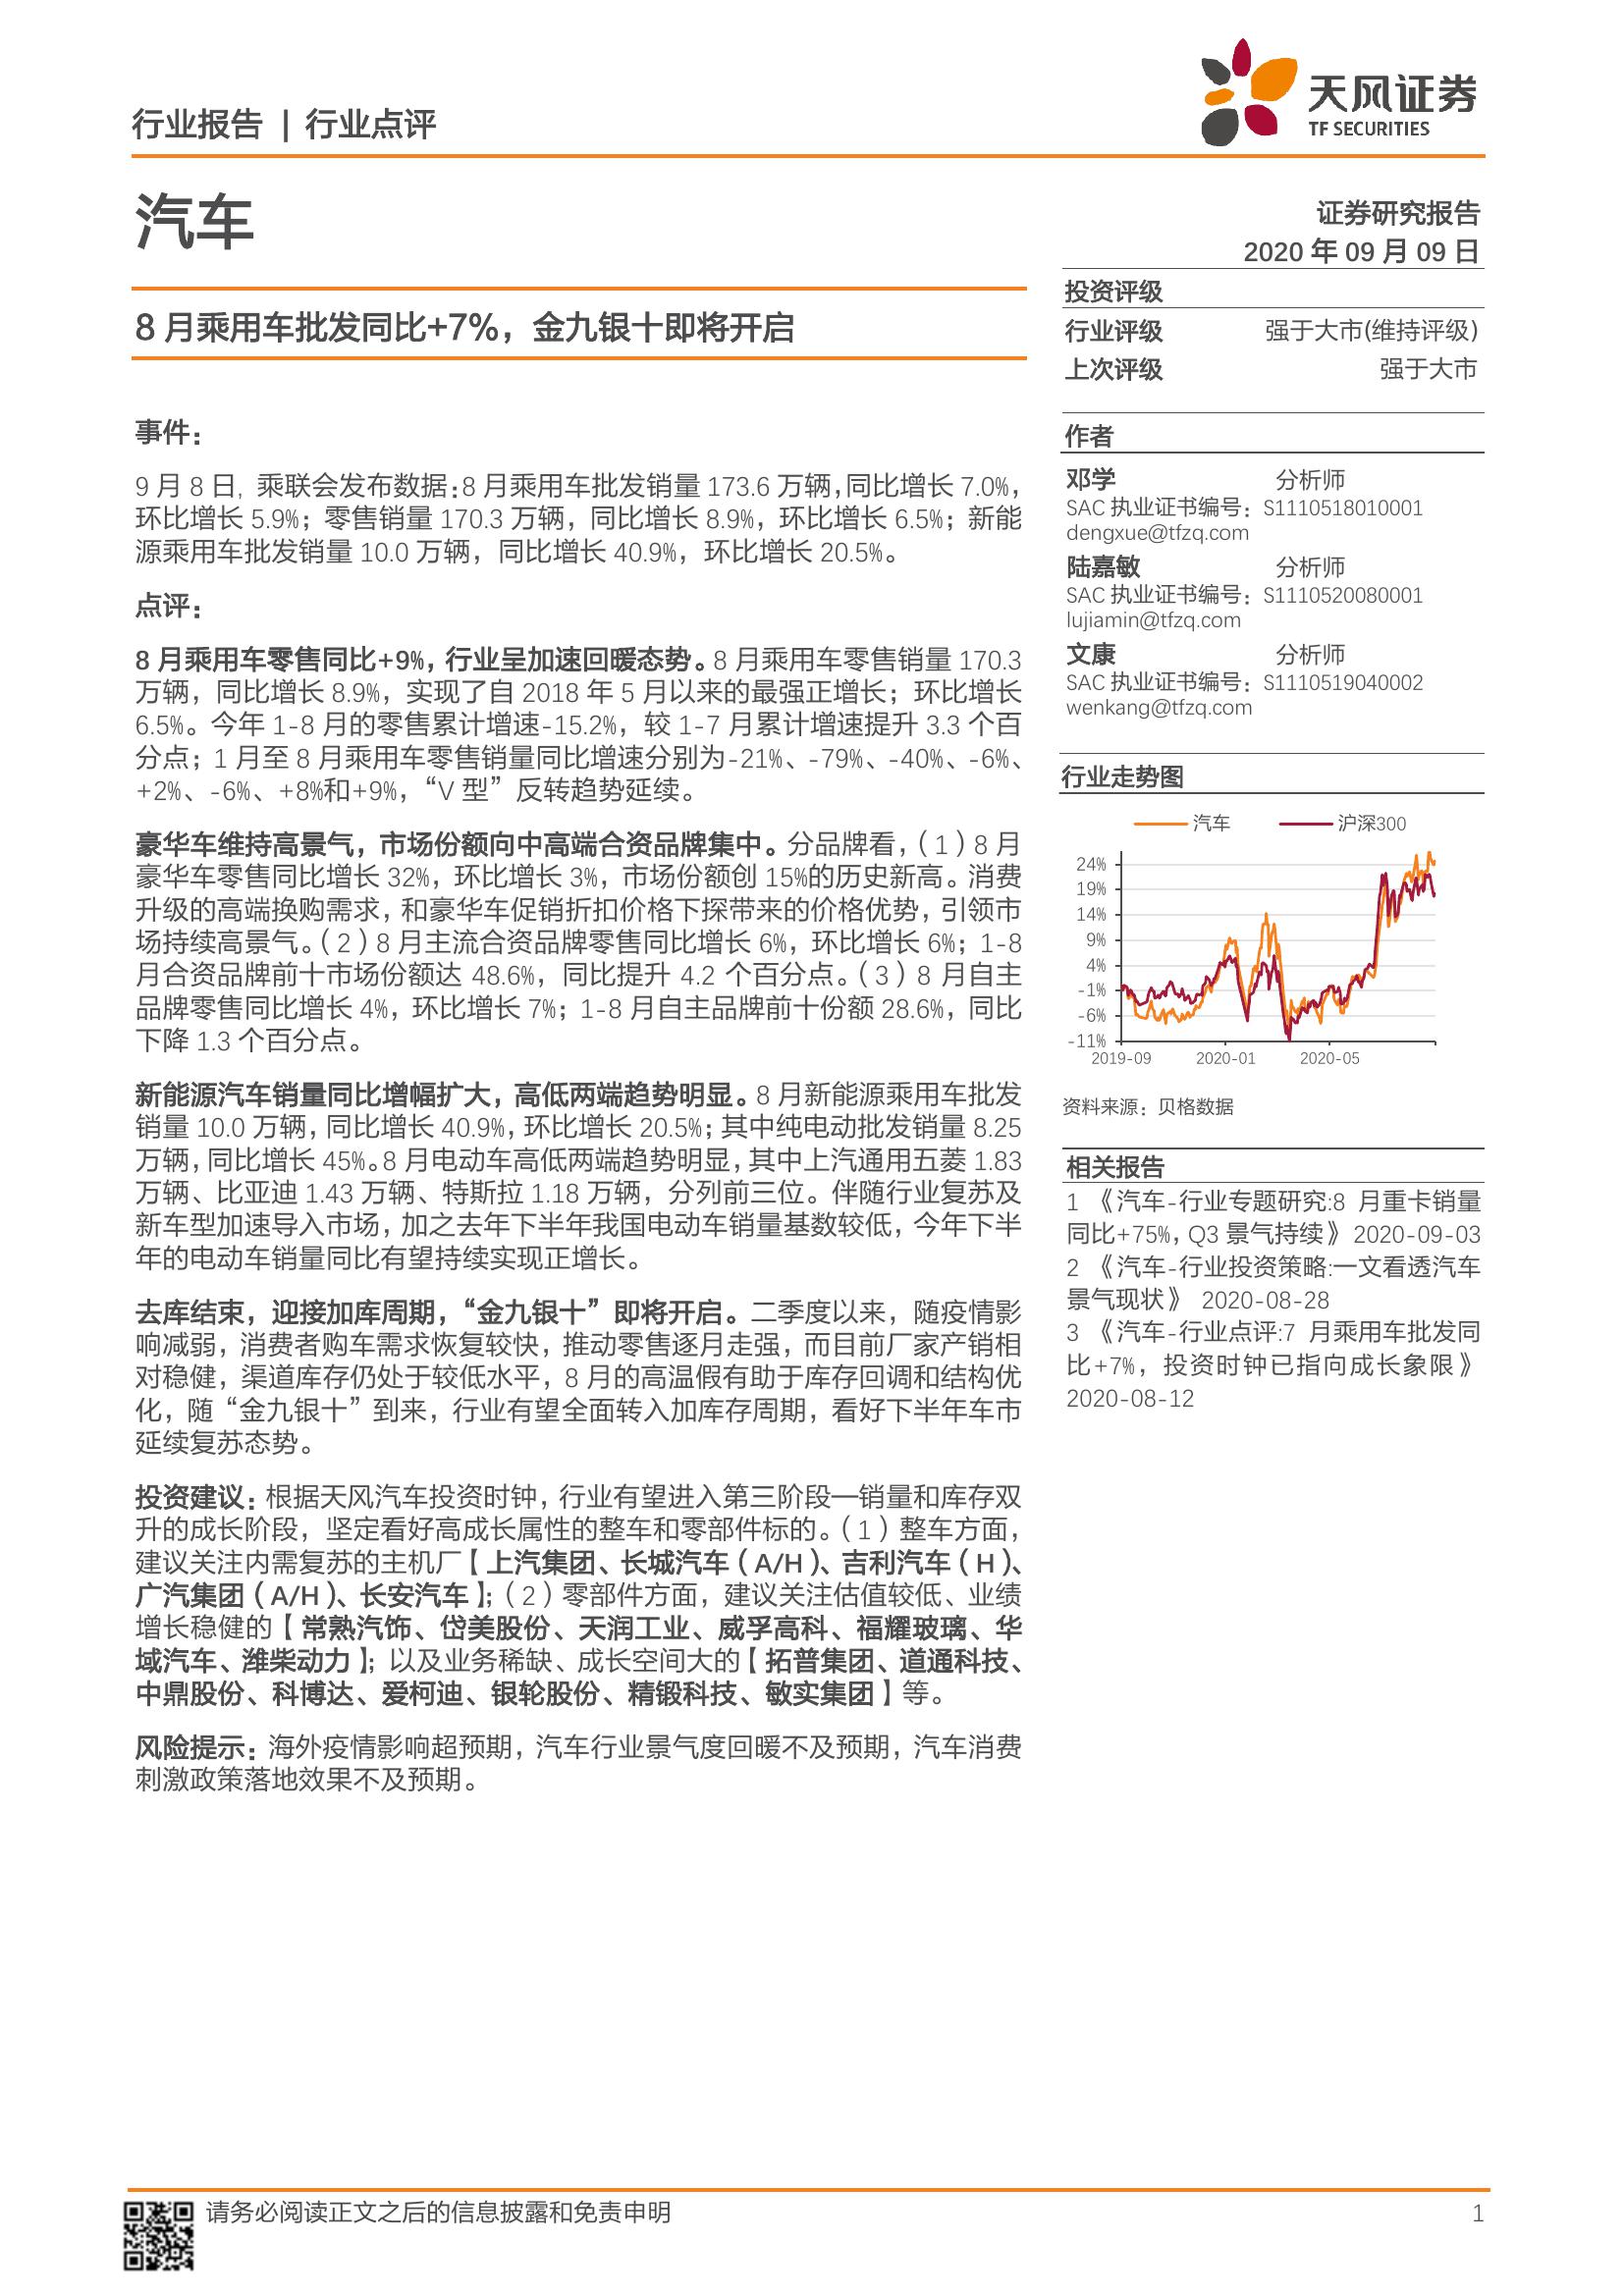 行业报告 | 行业点评
天风证券
TF SECURITIES
汽车
证券研究报告
2020 年 09 月 09 日
8 月乘用车批发同比+7%，金九银十即将开启
事件：
9 月 8 日, 乘联会发布数据:8 月乘用车批发销量 173.6 万辆,同比增长 7.0%,
环比增长 5.9%；零售销量 170.3 万辆，同比增长 8.9%，环比增长 6.5%；新能
源乘用车批发销量 10.0 万辆，同比增长 40.9%，环比增长 20.5%。
点评：
8 月乘用车零售同比+9%，行业呈加速回暖态势。8 月乘用车零售销量 170.3
万辆，同比增长 8.9%，实现了自 2018 年 5 月以来的最强正增长；环比增长
6.5%。今年 1-8 月的零售累计增速-15.2%，较 1-7 月累计增速提升 3.3 个百
分点；1 月至 8 月乘用车零售销量同比增速分别为-21%、-79%、-40%、-6%、
+2%、-6%、+8%和+9%，“V 型”反转趋势延续。
豪华车维持高景气，市场份额向中高端合资品牌集中。分品牌看，（1）8 月
豪华车零售同比增长 32%，环比增长 3%，市场份额创 15%的历史新高。消费
升级的高端换购需求，和豪华车促销折扣价格下探带来的价格优势，引领市
场持续高景气。（2）8 月主流合资品牌零售同比增长 6%，环比增长 6%；1-8
月合资品牌前十市场份额达 48.6%，同比提升 4.2 个百分点。（3）8 月自主
品牌零售同比增长 4%，环比增长 7%；1-8 月自主品牌前十份额 28.6%，同比
下降 1.3 个百分点。
新能源汽车销量同比增幅扩大，高低两端趋势明显。8 月新能源乘用车批发
销量 10.0 万辆，同比增长 40.9%，环比增长 20.5%；其中纯电动批发销量 8.25
万辆，同比增长 45%。8 月电动车高低两端趋势明显，其中上汽通用五菱 1.83
万辆、比亚迪 1.43 万辆、特斯拉 1.18 万辆，分列前三位。伴随行业复苏及
新车型加速导入市场，加之去年下半年我国电动车销量基数较低，今年下半
年的电动车销量同比有望持续实现正增长。
去库结束，迎接加库周期，“金九银十”即将开启。二季度以来，随疫情影
响减弱，消费者购车需求恢复较快，推动零售逐月走强，而目前厂家产销相
对稳健，渠道库存仍处于较低水平，8 月的高温假有助于库存回调和结构优
化，随“金九银十”到来，行业有望全面转入加库存周期，看好下半年车市
延续复苏态势。
投资建议：根据天风汽车投资时钟，行业有望进入第三阶段—销量和库存双
升的成长阶段，坚定看好高成长属性的整车和零部件标的。（1）整车方面，
建议关注内需复苏的主机厂【上汽集团、长城汽车（A/H）、吉利汽车（H）、
广汽集团（A/H）、长安汽车】；（2）零部件方面，建议关注估值较低、业绩
增长稳健的【常熟汽饰、岱美股份、天润工业、威孚高科、福耀玻璃、华
域汽车、潍柴动力】；以及业务稀缺、成长空间大的【拓普集团、道通科技、
中鼎股份、科博达、爱柯迪、银轮股份、精锻科技、敏实集团】等。
风险提示：海外疫情影响超预期，汽车行业景气度回暖不及预期，汽车消费
刺激政策落地效果不及预期。
投资评级
行业评级 强于大市(维持评级)
上次评级 强于大市
作者
邓学 分析师
SAC 执业证书编号：S1110518010001
dengxue@tfzq.com
陆嘉敏 分析师
SAC 执业证书编号：S1110520080001
lujiamin@tfzq.com
文康 分析师
SAC 执业证书编号：S1110519040002
wenkang@tfzq.com
行业走势图
汽车 沪深300
24%
19%
14%
9%
4%
-1%
-6%
-11%
2019-09 2020-01 2020-05
资料来源：贝格数据
相关报告
1 《汽车-行业专题研究:8 月重卡销量
同比+75%，Q3 景气持续》 2020-09-03
2 《汽车-行业投资策略:一文看透汽车
景气现状》 2020-08-28
3 《汽车-行业点评:7 月乘用车批发同
比+7%，投资时钟已指向成长象限》
2020-08-12
请务必阅读正文之后的信息披露和免责申明
1